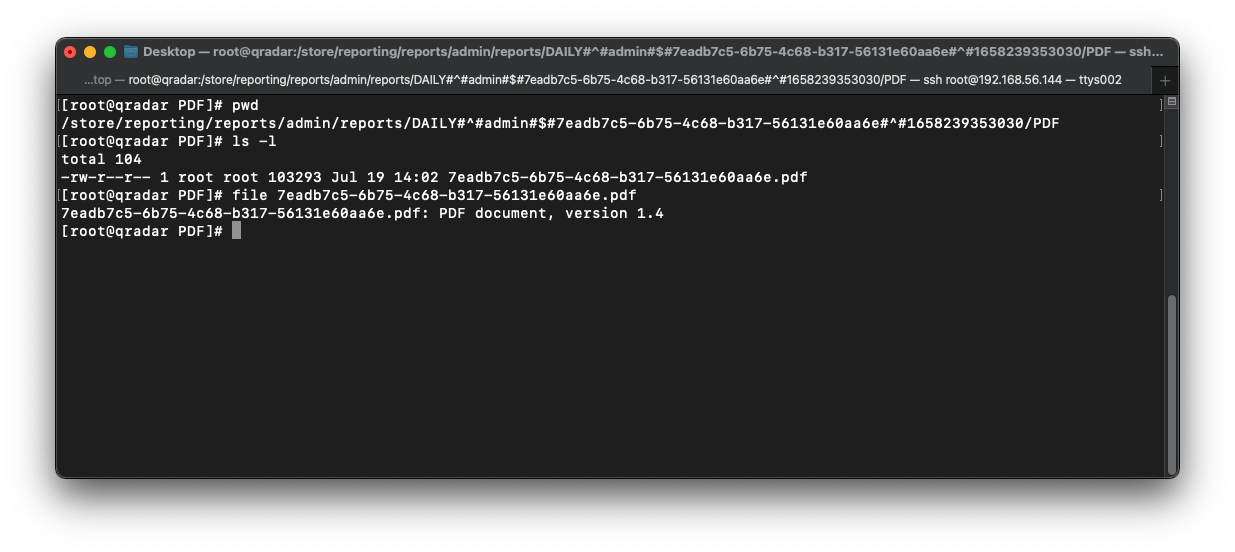 Desktop — root@qradar:/store/reporting/reports/admin/reports/DAILY#^#admin#$#7eadb7c5-6b75-4c68-b317-56131e60aa6e#^#1658239353030/PDF — ssh...
...top — root@qradar:/store/reporting/reports/admin/reports/DAILY#^#admin#$#7eadb7c5-6b75-4c68-b317-56131e60aa6e#^#1658239353030/PDF — ssh root@192.168.56.144 — ttys002
[[root@qradar PDF]# pwd ]
/store/reporting/reports/admin/reports/DAILY#^#admin#$#7eadb7c5-6b75-4c68-b317-56131e60aa6e#^#1658239353030/PDF
[[root@qradar PDF]# ls -l ]
total 104
-rw-r--r-- 1 root root 103293 Jul 19 14:02 7eadb7c5-6b75-4c68-b317-56131e60aa6e.pdf
[[root@qradar PDF]# file 7eadb7c5-6b75-4c68-b317-56131e60aa6e.pdf ]
7eadb7c5-6b75-4c68-b317-56131e60aa6e.pdf: PDF document, version 1.4
[root@qradar PDF]#